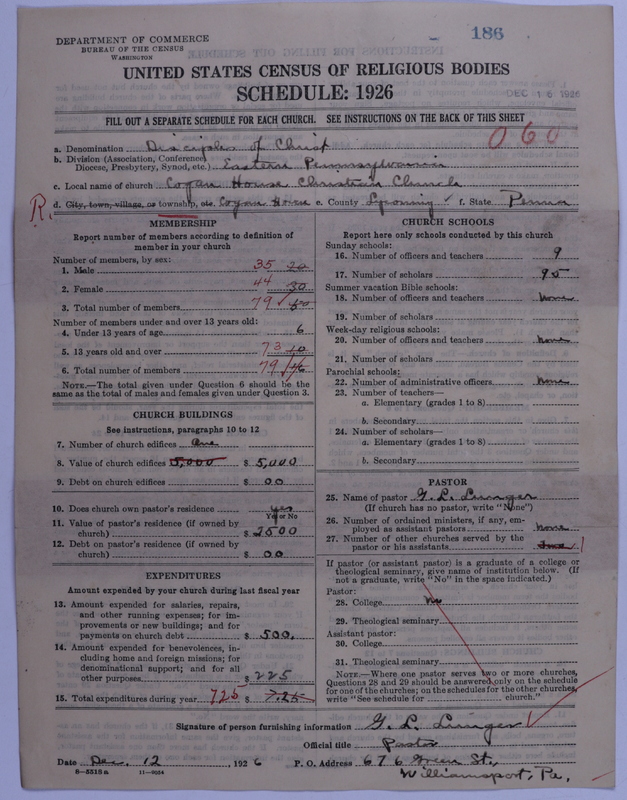 186
DEPARTMENT OF COMMERCE
BUREAU OF THE CENSUS
WASHINGTON
UNITED STATES CENSUS OF RELIGIOUS BODIES
SCHEDULE: 1926
DEC 16 1926
FILL OUT A SEPARATE SCHEDULE FOR EACH CHURCH. SEE INSTRUCTIONS ON THE BACK OF THIS SHEET
060
a. Denomination Disciples of Christ
b. Division (Association, Conference,
Diocese, Presbytery, Synod, etc.) Eastern Pennsylvania
c. Local name of church Cogan House Christian Church
R. d. City, town, village, or township, etc. Cogan House e. County Lycoming f. State Penna
MEMBERSHIP
Report number of members according to definition of
member in your church
Number of members, by sex:
1. Male 35 20
2. Female 44 30
3. Total number of members 79 50
Number of members under and over 13 years old:
4. Under 13 years of age 6
5. 13 years old and over 73 40
6. Total number of members 79 46
NOTE.—The total given under Question 6 should be the
same as the total of males and females given under Question 3.
CHURCH BUILDINGS
See instructions, paragraphs 10 to 12
7. Number of church edifices One
8. Value of church edifices 5,000 $ 5,000
9. Debt on church edifices $ 00
10. Does church own pastor's residence yes
Yes or No
11. Value of pastor's residence (if owned by
church) $ 2500
12. Debt on pastor's residence (if owned by
church) $ 00
EXPENDITURES
Amount expended by your church during last fiscal year
13. Amount expended for salaries, repairs,
and other running expenses; for im-
provements or new buildings; and for
payments on church debt $ 500.
14. Amount expended for benevolences, in-
cluding home and foreign missions; for
denominational support; and for all
other purposes $ 225
15. Total expenditures during year 725 $ 7.25
CHURCH SCHOOLS
Report here only schools conducted by this church
Sunday schools:
16. Number of officers and teachers 9
17. Number of scholars 95
Summer vacation Bible schools:
18. Number of officers and teachers None
19. Number of scholars
Week-day religious schools:
20. Number of officers and teachers None
21. Number of scholars
Parochial schools:
22. Number of administrative officers None
23. Number of teachers—
a. Elementary (grades 1 to 8)
b. Secondary
24. Number of scholars—
a. Elementary (grades 1 to 8)
b. Secondary
PASTOR
25. Name of pastor G. L. Lunger
(If church has no pastor, write "None")
26. Number of ordained ministers, if any, em-
ployed as assistant pastors None
27. Number of other churches served by the
pastor or his assistants 1
If pastor (or assistant pastor) is a graduate of a college or
theological seminary, give name of institution below. (If
not a graduate, write "No" in the space indicated.)
Pastor:
28. College No
29. Theological seminary
Assistant pastor:
30. College
31. Theological seminary
NOTE.—Where one pastor serves two or more churches,
Questions 28 and 29 should be answered only on the schedule
for one of the churches; on the schedules for the other churches,
write "See schedule for church."
Signature of person furnishing information G. L. Lunger
Official title Pastor
Date Dec. 12 1926 P. O. Address 676 Green St.,
8—5318a 11—9054 Williamsport, Pa.